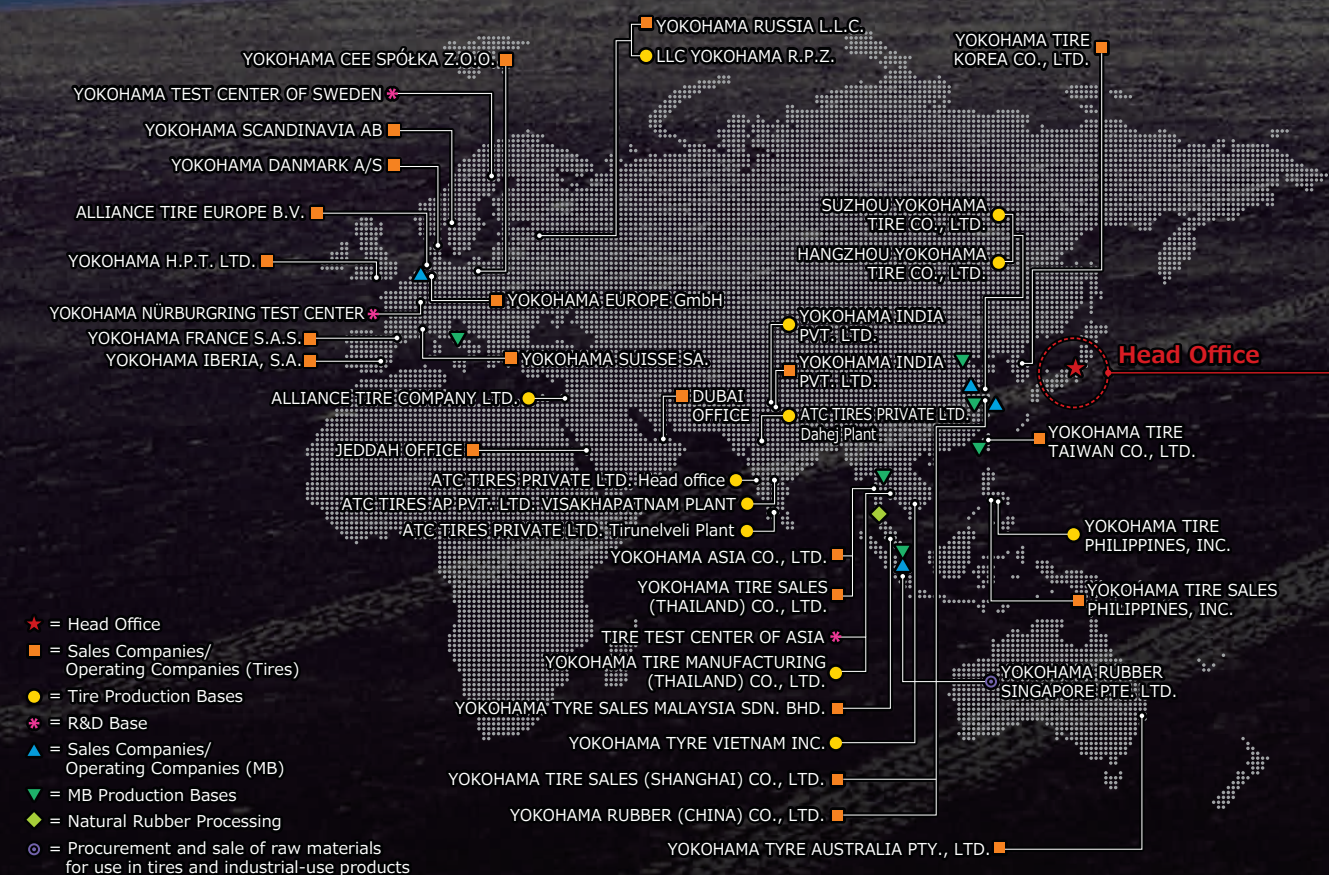 YOKOHAMA RUSSIA L.L.C.
LLC YOKOHAMA R.P.Z.
YOKOHAMA TIRE
KOREA CO., LTD.
YOKOHAMA CEE SPÓŁKA Z.O.O.
YOKOHAMA TEST CENTER OF SWEDEN
YOKOHAMA SCANDINAVIA AB
YOKOHAMA DANMARK A/S
ALLIANCE TIRE EUROPE B.V.
YOKOHAMA H.P.T. LTD.
YOKOHAMA NÜRBURGRING TEST CENTER
YOKOHAMA FRANCE S.A.S.
YOKOHAMA IBERIA, S.A.
YOKOHAMA EUROPE GmbH
YOKOHAMA SUISSE SA.
SUZHOU YOKOHAMA
TIRE CO., LTD.
HANGZHOU YOKOHAMA
TIRE CO., LTD.
YOKOHAMA INDIA
PVT. LTD.
YOKOHAMA INDIA
PVT. LTD.
Head Office
ALLIANCE TIRE COMPANY LTD.
DUBAI
OFFICE
ATC TIRES PRIVATE LTD.
Dahej Plant
JEDDAH OFFICE
YOKOHAMA TIRE
TAIWAN CO., LTD.
ATC TIRES PRIVATE LTD. Head office
ATC TIRES AP PVT. LTD. VISAKHAPATNAM PLANT
ATC TIRES PRIVATE LTD. Tirunelveli Plant
YOKOHAMA ASIA CO., LTD.
YOKOHAMA TIRE SALES
(THAILAND) CO., LTD.
TIRE TEST CENTER OF ASIA
YOKOHAMA TIRE MANUFACTURING
(THAILAND) CO., LTD.
YOKOHAMA TYRE SALES MALAYSIA SDN. BHD.
YOKOHAMA TYRE VIETNAM INC.
YOKOHAMA TIRE SALES (SHANGHAI) CO., LTD.
YOKOHAMA RUBBER (CHINA) CO., LTD.
YOKOHAMA TIRE
PHILIPPINES, INC.
YOKOHAMA TIRE SALES
PHILIPPINES, INC.
YOKOHAMA RUBBER
SINGAPORE PTE. LTD.
YOKOHAMA TYRE AUSTRALIA PTY., LTD.
★ = Head Office
■ = Sales Companies/
Operating Companies (Tires)
● = Tire Production Bases
* = R&D Base
▲ = Sales Companies/
Operating Companies (MB)
▼ = MB Production Bases
◆ = Natural Rubber Processing
◎ = Procurement and sale of raw materials
for use in tires and industrial-use products